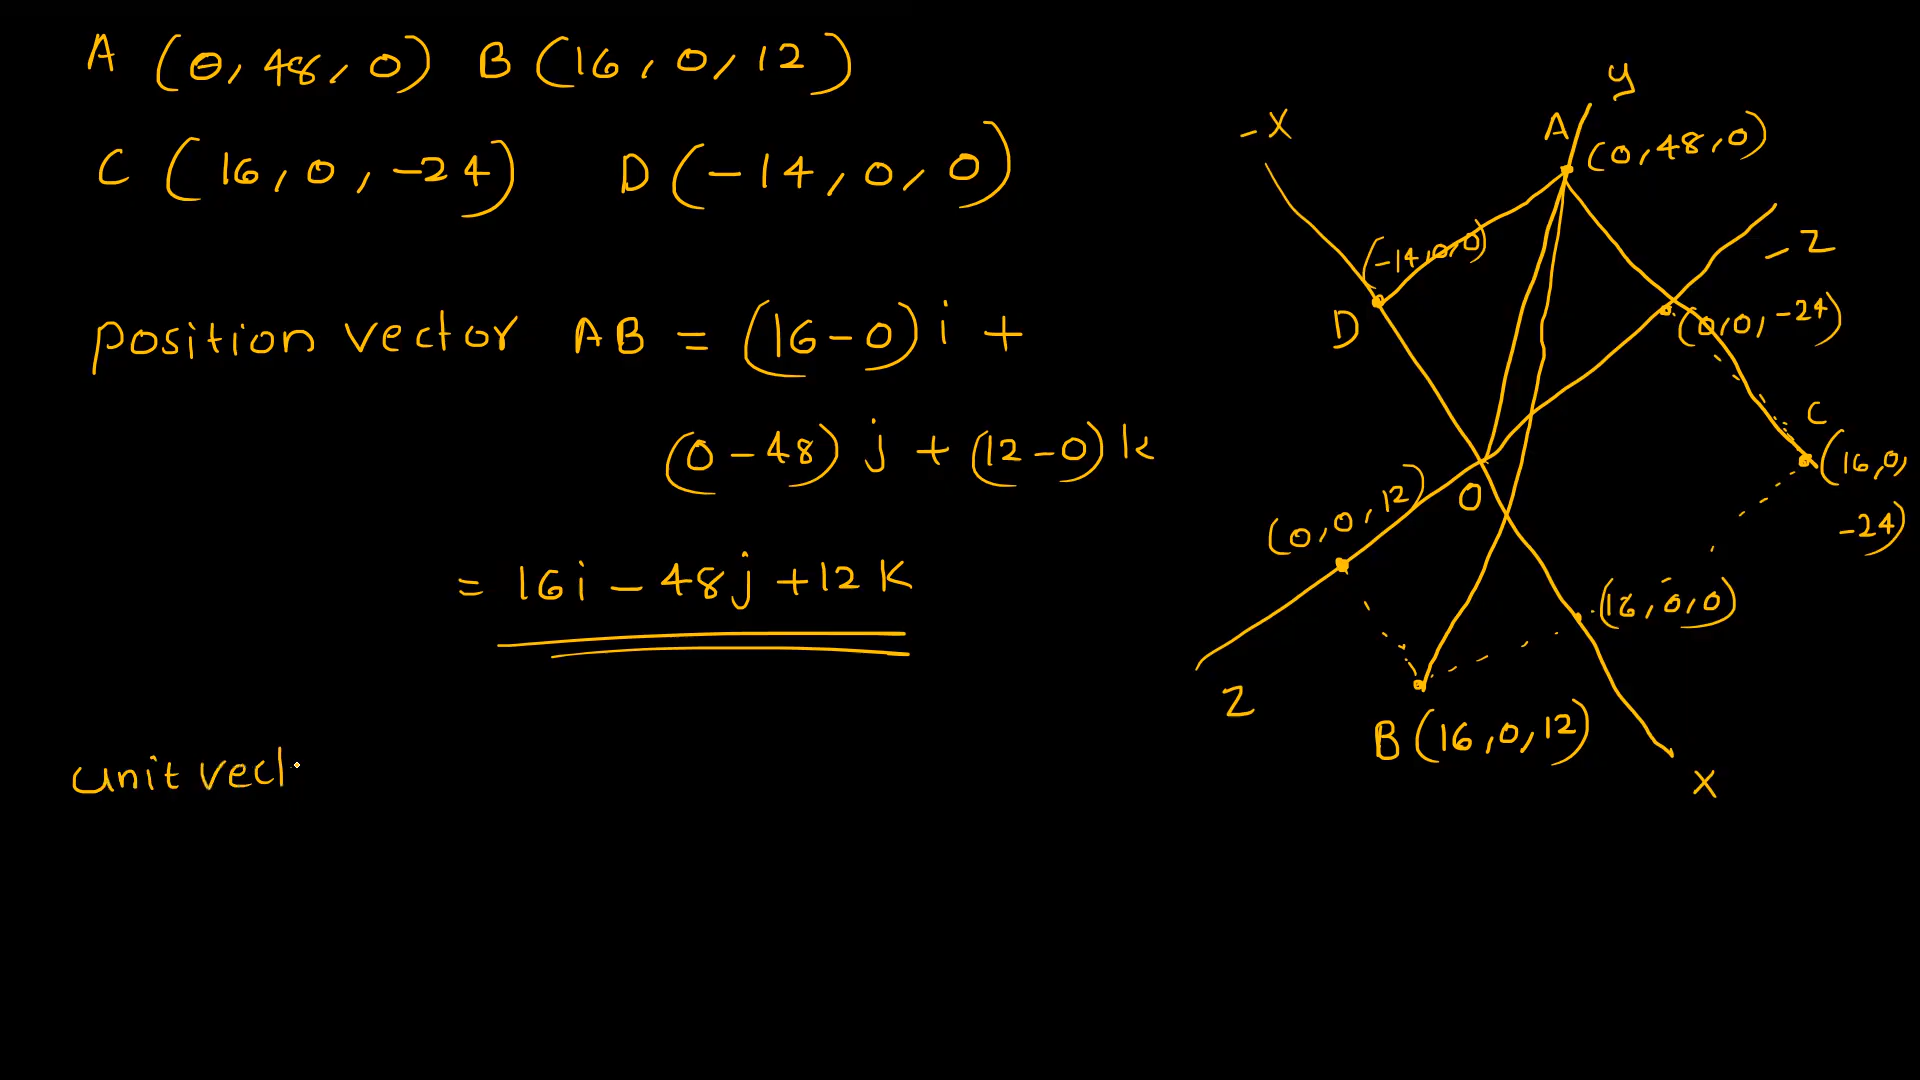 A (0, 48, 0) B (16, 0, 12)
C (16, 0, -24) D (-14, 0, 0)
position vector AB = (16-0) i +
(0-48) j + (12-0) k
= 16i - 48j + 12k
unit vect
y
-x
A
(0, 48, 0)
-z
(-14, 0, 0)
D
(0, 0, -24)
C
(16, 0,
-24)
O
(0, 0, 12)
(16, 0, 0)
z
B (16, 0, 12)
x